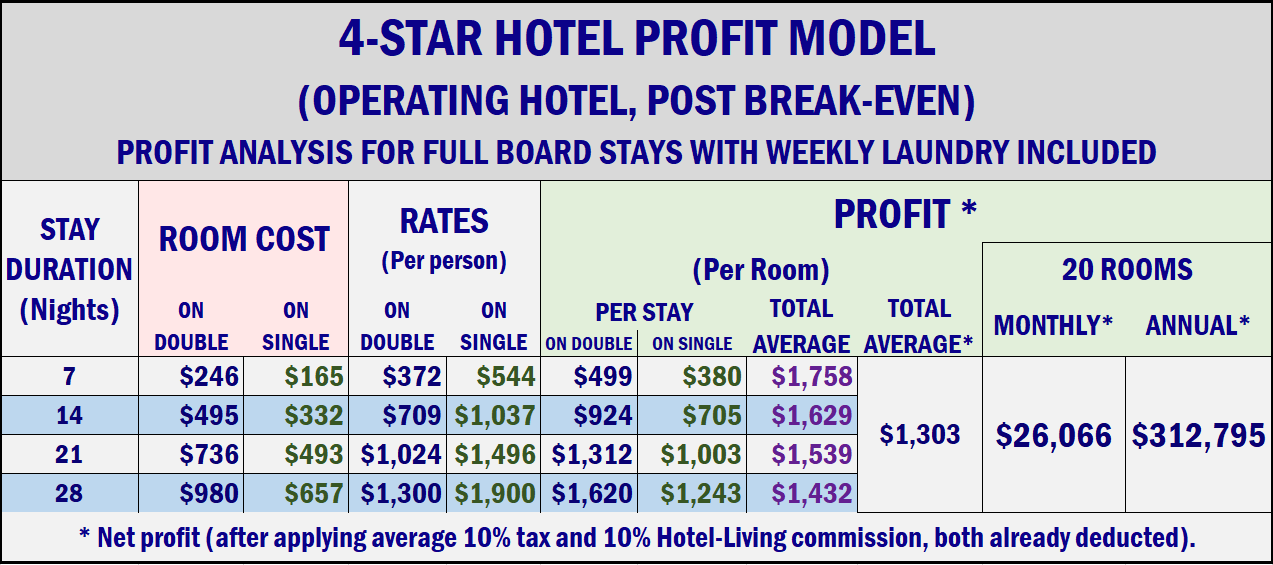 4-STAR HOTEL PROFIT MODEL
(OPERATING HOTEL, POST BREAK-EVEN)
PROFIT ANALYSIS FOR FULL BOARD STAYS WITH WEEKLY LAUNDRY INCLUDED
STAY
DURATION
(Nights)
ROOM COST
ON
DOUBLE
ON
SINGLE
RATES
(Per person)
ON
DOUBLE
ON
SINGLE
PROFIT *
(Per Room)
PER STAY
ON DOUBLE ON SINGLE
TOTAL
AVERAGE
TOTAL
AVERAGE*
20 ROOMS
MONTHLY* ANNUAL*
7 $246 $165 $372 $544 $499 $380 $1,758
14 $495 $332 $709 $1,037 $924 $705 $1,629
21 $736 $493 $1,024 $1,496 $1,312 $1,003 $1,539
28 $980 $657 $1,300 $1,900 $1,620 $1,243 $1,432
$1,303 $26,066 $312,795
* Net profit (after applying average 10% tax and 10% Hotel-Living commission, both already deducted).